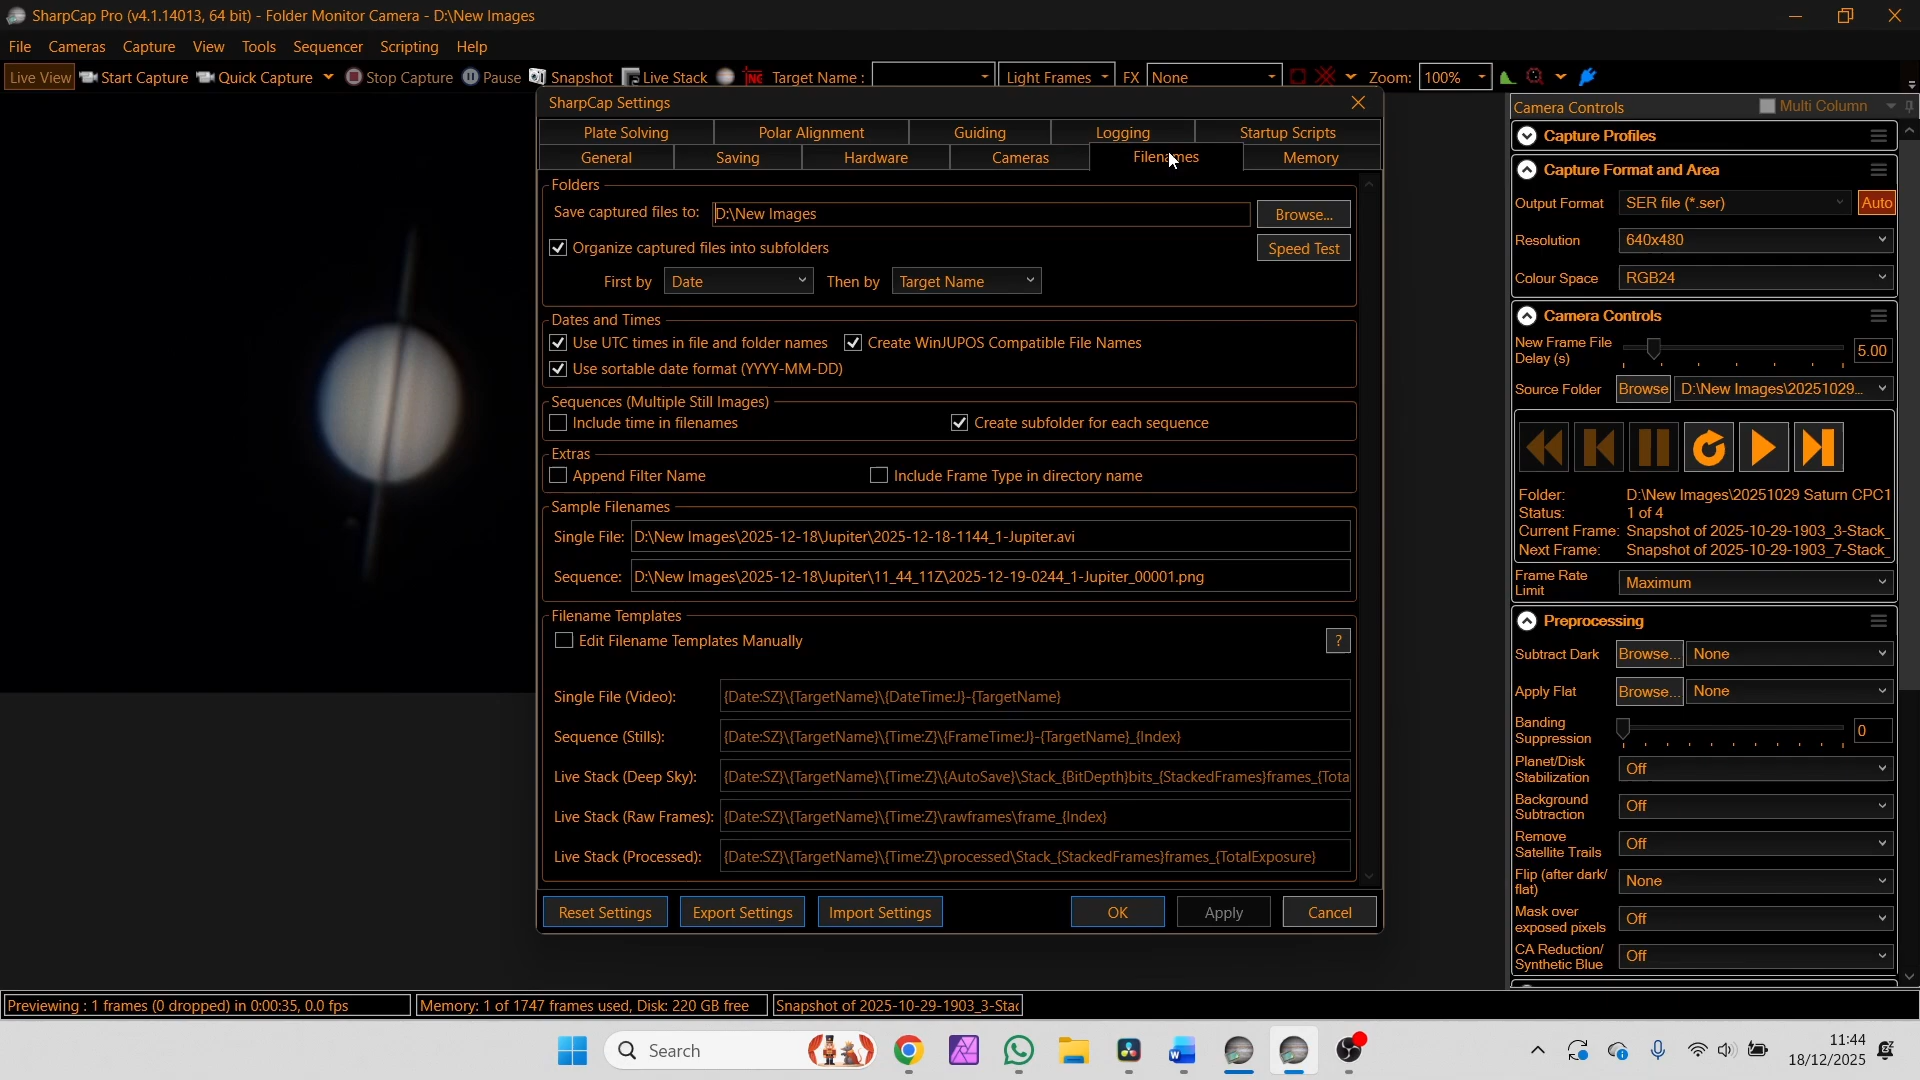 SharpCap Pro (v4.1.14013, 64 bit) - Folder Monitor Camera - D:\New Images
File Cameras Capture View Tools Sequencer Scripting Help
Live View Start Capture Quick Capture Stop Capture Pause Snapshot Live Stack Target Name : Light Frames FX None Zoom: 100%
SharpCap Settings
Plate Solving Polar Alignment Guiding Logging Startup Scripts
General Saving Hardware Cameras Filenames Memory
Folders
Save captured files to: D:\New Images Browse...
Organize captured files into subfolders Speed Test
First by Date Then by Target Name
Dates and Times
Use UTC times in file and folder names Create WinJUPOS Compatible File Names
Use sortable date format (YYYY-MM-DD)
Sequences (Multiple Still Images)
Include time in filenames Create subfolder for each sequence
Extras
Append Filter Name Include Frame Type in directory name
Sample Filenames
Single File: D:\New Images\2025-12-18\Jupiter\2025-12-18-1144_1-Jupiter.avi
Sequence: D:\New Images\2025-12-18\Jupiter\11_44_11Z\2025-12-19-0244_1-Jupiter_00001.png
Filename Templates
Edit Filename Templates Manually ?
Single File (Video): {Date:SZ}\{TargetName}\{DateTime:J}-{TargetName}
Sequence (Stills): {Date:SZ}\{TargetName}\{Time:Z}\{FrameTime:J}-{TargetName}_{Index}
Live Stack (Deep Sky): {Date:SZ}\{TargetName}\{Time:Z}\{AutoSave}\Stack_{BitDepth}bits_{StackedFrames}frames_{Tota
Live Stack (Raw Frames): {Date:SZ}\{TargetName}\{Time:Z}\rawframes\frame_{Index}
Live Stack (Processed): {Date:SZ}\{TargetName}\{Time:Z}\processed\Stack_{StackedFrames}frames_{TotalExposure}
Reset Settings Export Settings Import Settings OK Apply Cancel
Camera Controls Multi Column
Capture Profiles
Capture Format and Area
Output Format SER file (*.ser) Auto
Resolution 640x480
Colour Space RGB24
Camera Controls
New Frame File
Delay (s) 5.00
Source Folder Browse D:\New Images\20251029...
Folder: D:\New Images\20251029 Saturn CPC1
Status: 1 of 4
Current Frame: Snapshot of 2025-10-29-1903_3-Stack_
Next Frame: Snapshot of 2025-10-29-1903_7-Stack_
Frame Rate
Limit Maximum
Preprocessing
Subtract Dark Browse... None
Apply Flat Browse... None
Banding
Suppression 0
Planet/Disk
Stabilization Off
Background
Subtraction Off
Remove
Satellite Trails Off
Flip (after dark/
flat) None
Mask over
exposed pixels Off
CA Reduction/
Synthetic Blue Off
Previewing : 1 frames (0 dropped) in 0:00:35, 0.0 fps Memory: 1 of 1747 frames used, Disk: 220 GB free Snapshot of 2025-10-29-1903_3-Sta
Search
11:44
18/12/2025